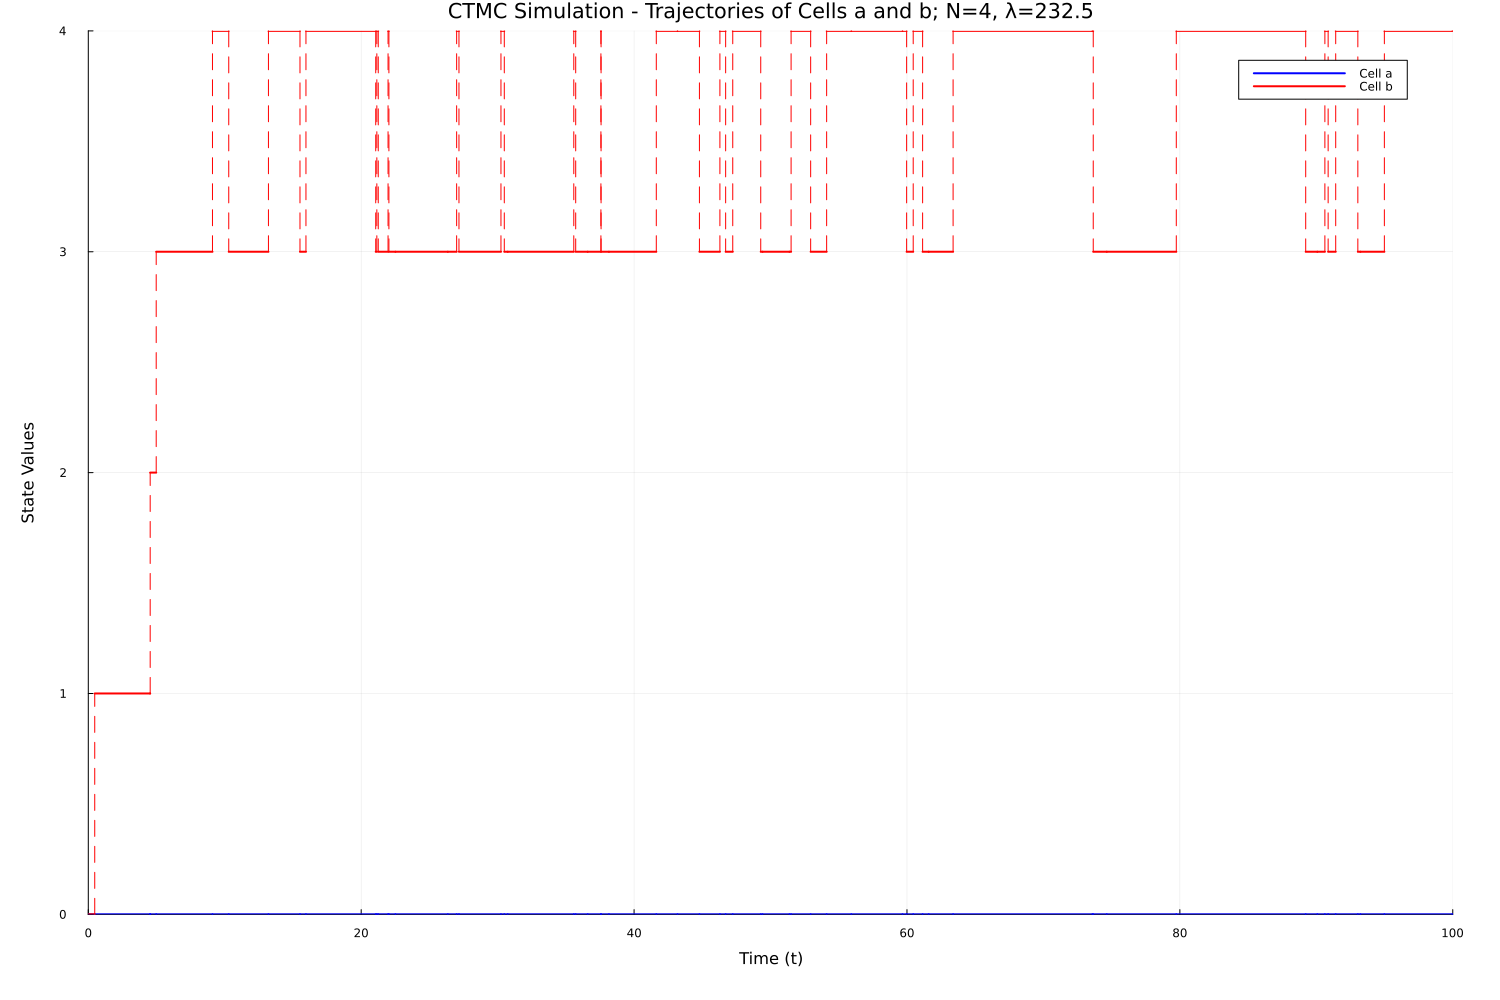 CTMC Simulation - Trajectories of Cells a and b; N=4, λ=232.5
4
Cell a
Cell b
3
State Values
2
1
0
0 20 40 60 80 100
Time (t)